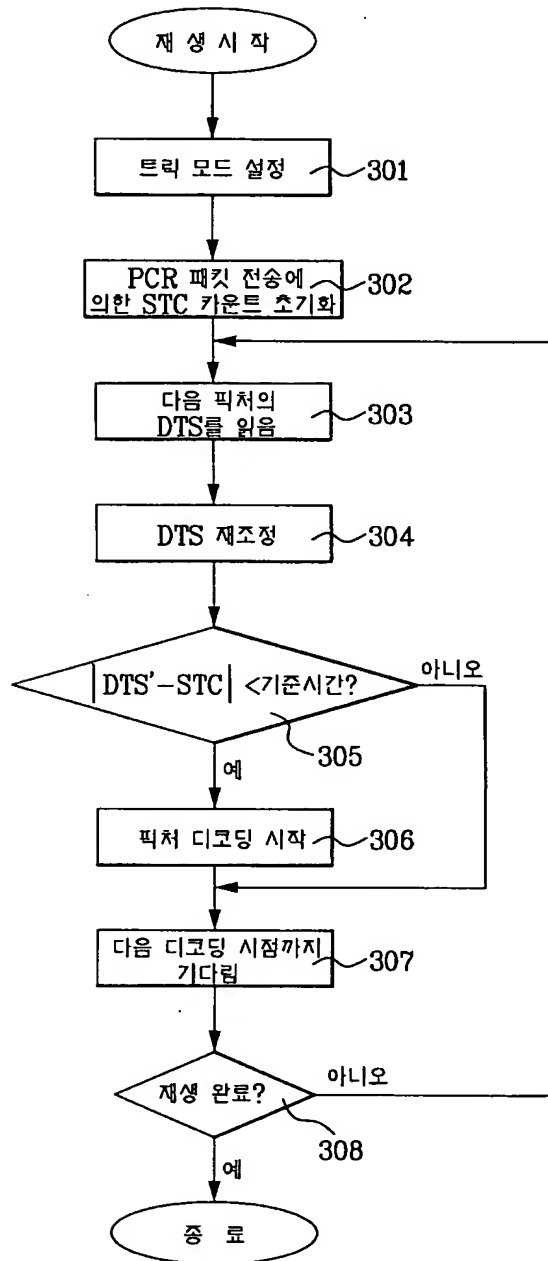 재생시작
트릭 모드 설정
301
PCR 패킷 전송에
의한 STC 카운트 초기화
302
다음 픽처의
DTS를 읽음
303
DTS 재조정
304
|DTS'-STC| <기준시간?
아니오
305
예
픽처 디코딩 시작
306
다음 디코딩 시점까지
기다림
307
재생 완료?
아니오
308
예
종 료